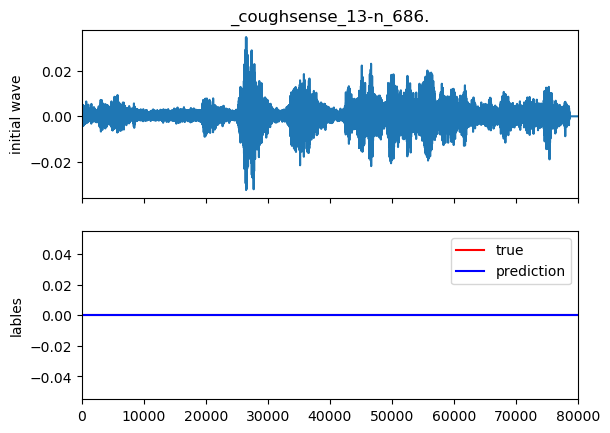 _coughsense_13-n_686.
initial wave
0.02
0.00
−0.02
lables
0.04
0.02
0.00
−0.02
−0.04
true
prediction
0 10000 20000 30000 40000 50000 60000 70000 80000